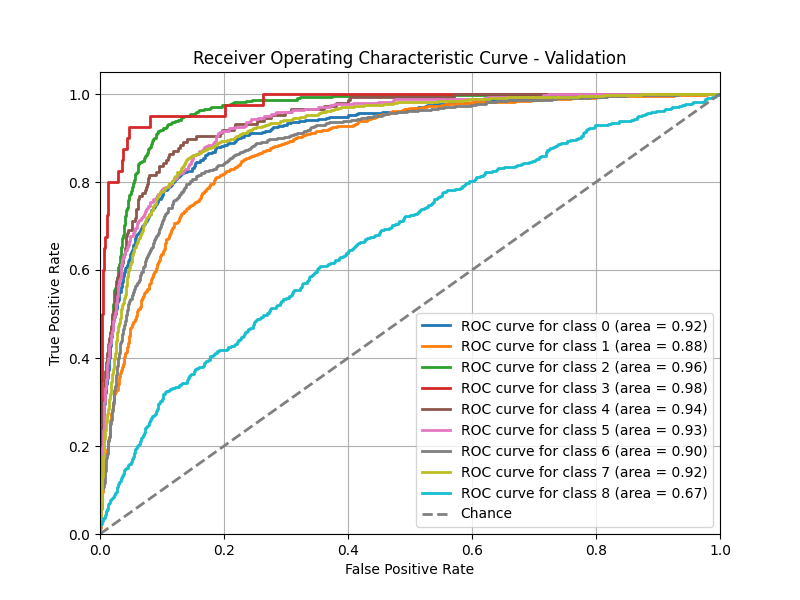 Receiver Operating Characteristic Curve - Validation
True Positive Rate
1.0
0.8
0.6
0.4
0.2
0.0
ROC curve for class 0 (area = 0.92)
ROC curve for class 1 (area = 0.88)
ROC curve for class 2 (area = 0.96)
ROC curve for class 3 (area = 0.98)
ROC curve for class 4 (area = 0.94)
ROC curve for class 5 (area = 0.93)
ROC curve for class 6 (area = 0.90)
ROC curve for class 7 (area = 0.92)
ROC curve for class 8 (area = 0.67)
Chance
0.0 0.2 0.4 0.6 0.8 1.0
False Positive Rate